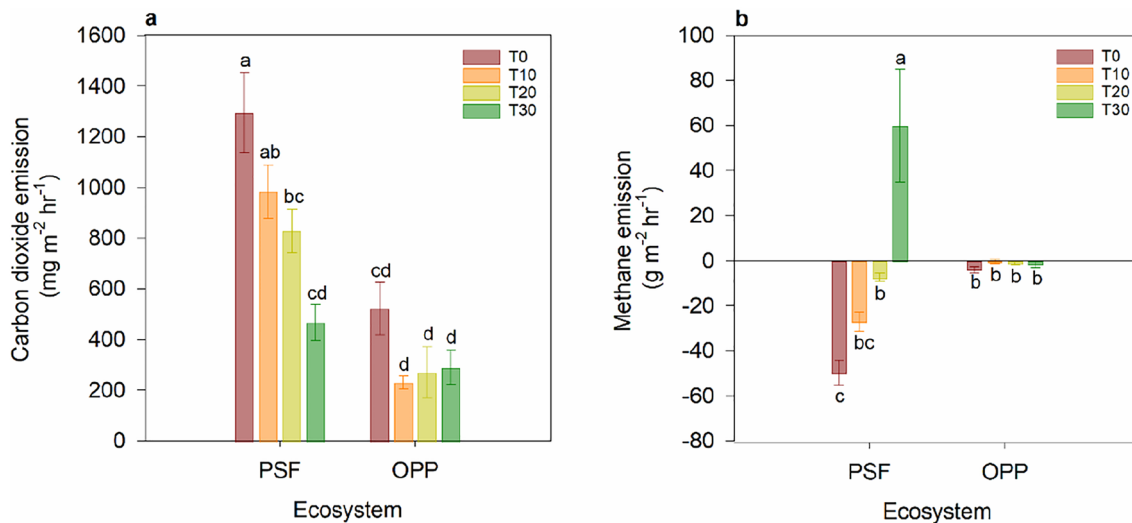 a
1600
1400
1200
1000
800
600
400
200
0
Carbon dioxide emission
(mg m⁻² hr⁻¹)
T0
T10
T20
T30
a
ab
bc
cd
cd
d
d
d
PSF
OPP
Ecosystem
b
100
80
60
40
20
0
-20
-40
-60
-80
Methane emission
(g m⁻² hr⁻¹)
T0
T10
T20
T30
a
b
bc
c
b
b
b
b
PSF
OPP
Ecosystem